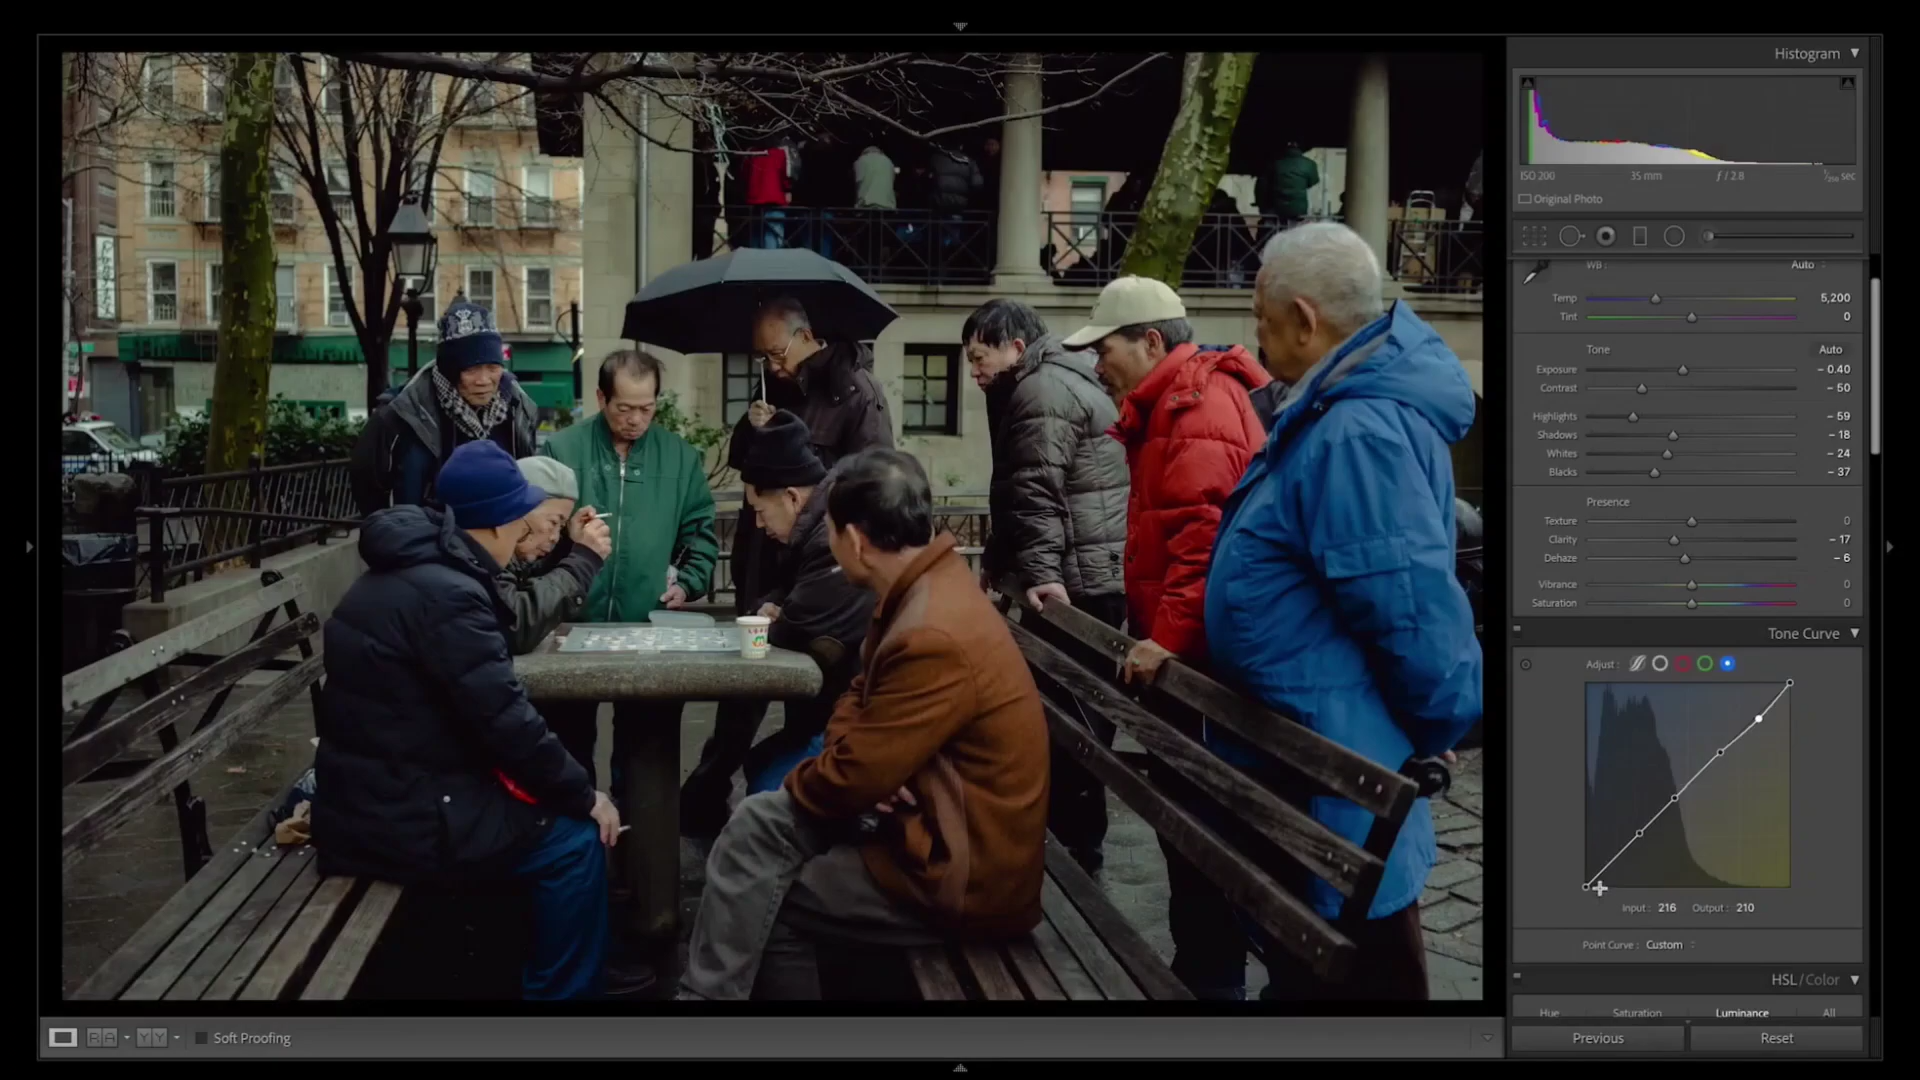 Histogram
ISO 200 35 mm ƒ / 2.8 sec
Original Photo
WB : Auto
Temp 5,200
Tint 0
Tone Auto
Exposure – 0.40
Contrast – 50
Highlights – 59
Shadows – 18
Whites – 24
Blacks – 37
Presence
Texture 0
Clarity – 17
Dehaze – 6
Vibrance 0
Saturation 0
Tone Curve
Adjust :
Input : 216 Output : 210
Point Curve : Custom
HSL / Color
Hue Saturation Luminance All
Previous Reset
R A Y Y Soft Proofing